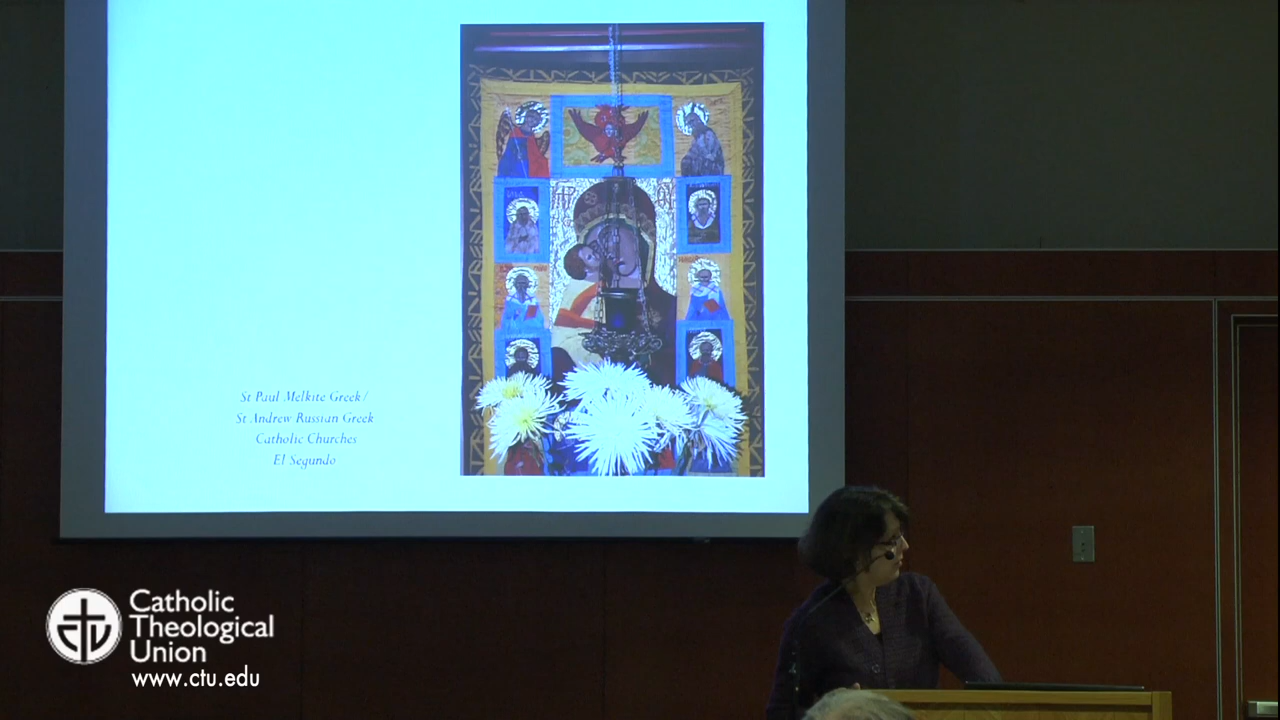 St Paul Melkite Greek /
St Andrew Russian Greek
Catholic Churches
El Segundo
Catholic
Theological
Union
www.ctu.edu